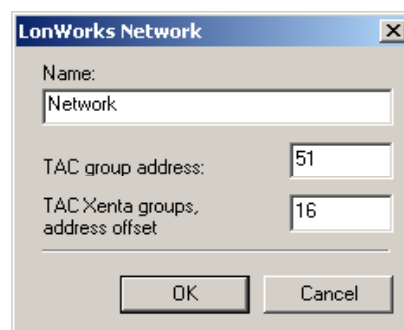 LonWorks Network
Name:
Network
TAC group address:
51
TAC Xenta groups,
address offset
16
OK
Cancel